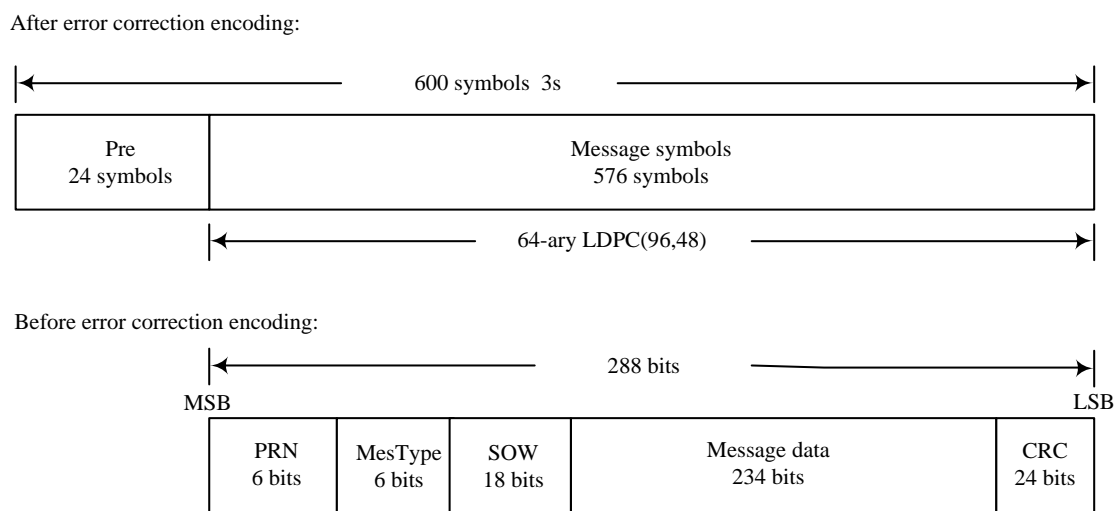 After error correction encoding:
600 symbols 3s
Pre
24 symbols
Message symbols
576 symbols
64-ary LDPC(96,48)
Before error correction encoding:
288 bits
MSB
LSB
PRN
6 bits
MesType
6 bits
SOW
18 bits
Message data
234 bits
CRC
24 bits